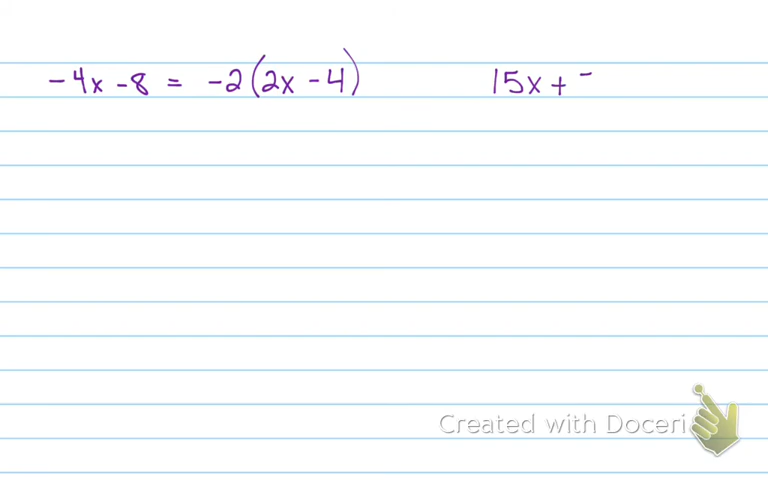 -4x -8 = -2(2x -4) 15x +
Created with Doceri